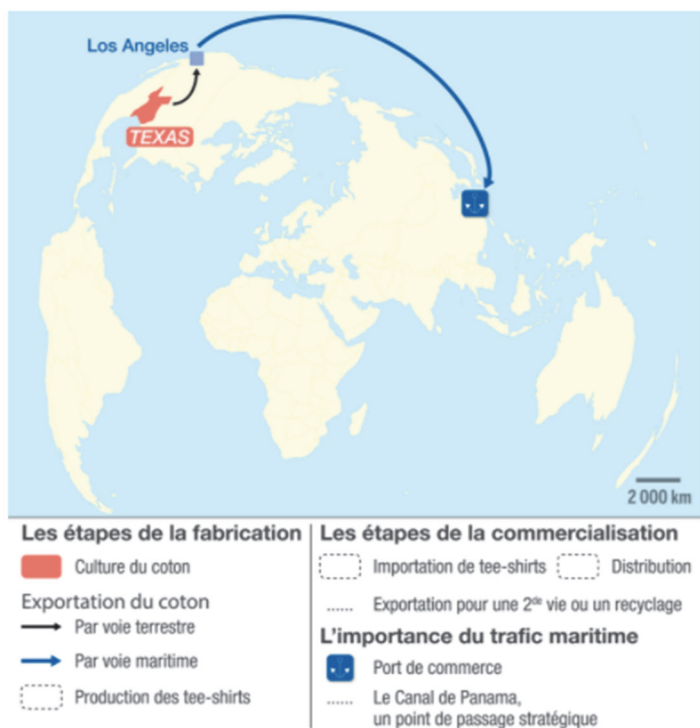 Los Angeles
TEXAS
2 000 km
Les étapes de la fabrication
Culture du coton
Exportation du coton
Par voie terrestre
Par voie maritime
Production des tee-shirts
Les étapes de la commercialisation
Importation de tee-shirts Distribution
...... Exportation pour une 2de vie ou un recyclage
L'importance du trafic maritime
Port de commerce
...... Le Canal de Panama,
un point de passage stratégique